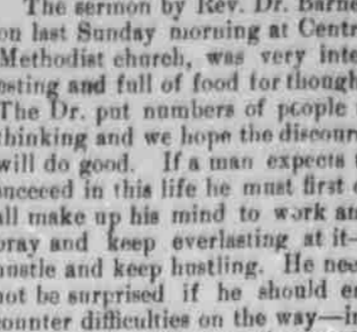 The sermon by Rev. Dr. Barne
on last Sunday morning at Centr
Methodist church, was very inte
esting and full of food for though
The Dr. put numbers of people
thinking and we hope the discour
will do good. If a man expects t
ucceed in this life he must first o
all make up his mind to work an
pray and keep everlasting at it—
ustle and keep hustling. He nee
not be surprised if he should en
counter difficulties on the way—i